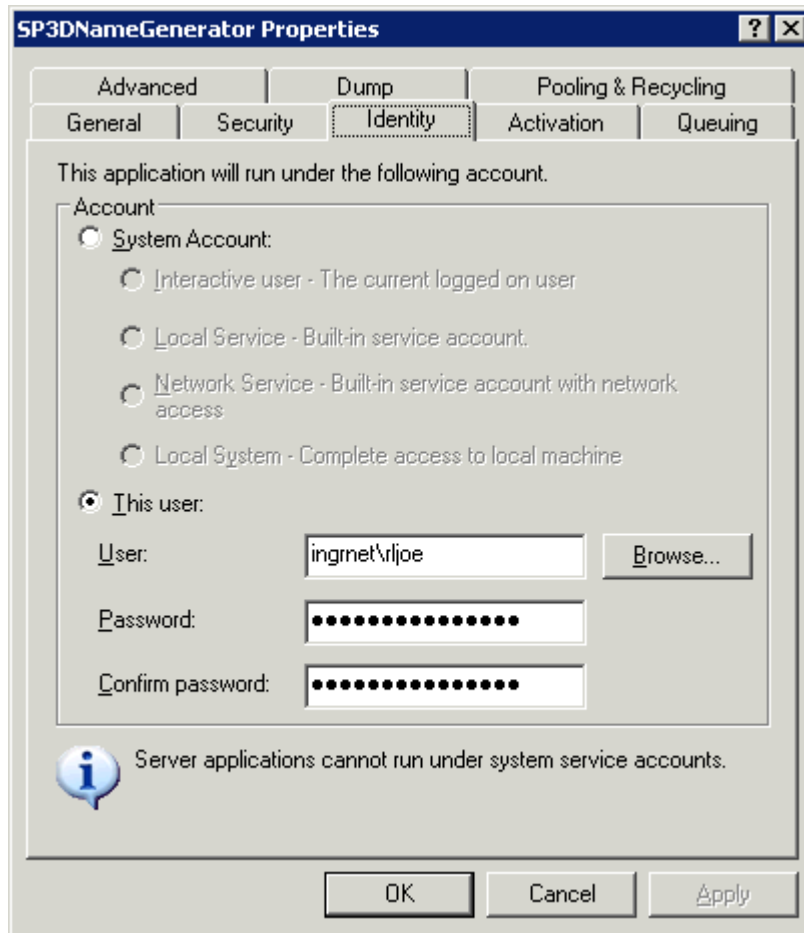 SP3DNameGenerator Properties
Advanced Dump Pooling & Recycling
General Security Identity Activation Queuing
This application will run under the following account.
Account
System Account:
Interactive user - The current logged on user
Local Service - Built-in service account.
Network Service - Built-in service account with network
access
Local System - Complete access to local machine
This user:
User: ingrnet\rljoe Browse...
Password: ●●●●●●●●●●●●●●●
Confirm password: ●●●●●●●●●●●●●●●
Server applications cannot run under system service accounts.
OK Cancel Apply